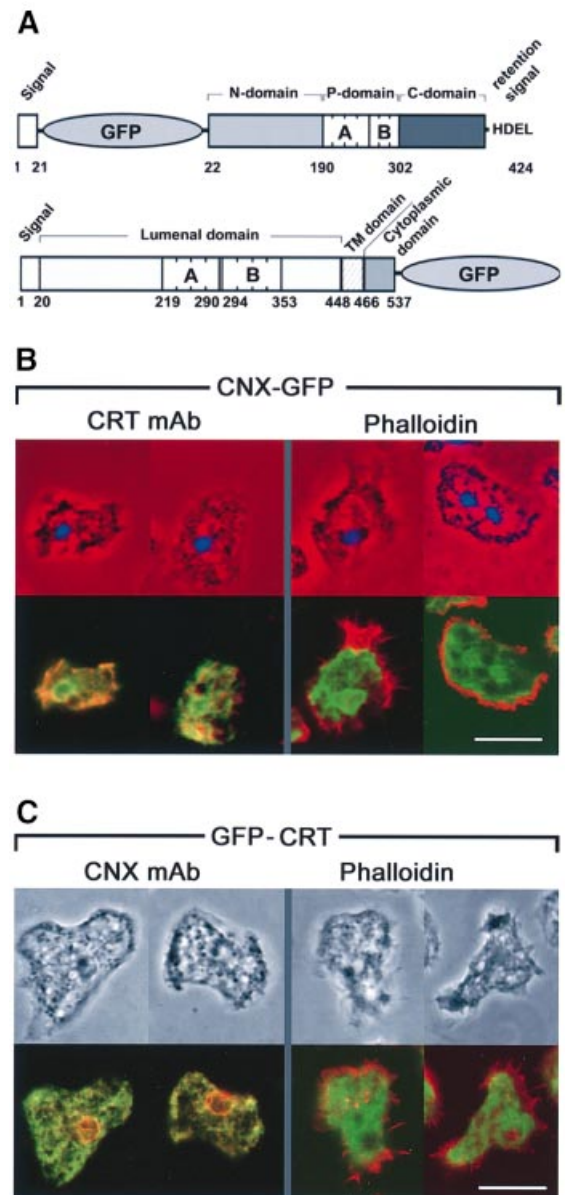 A
Signal
N-domain P-domain C-domain
retention signal
GFP A B HDEL
1 21 22 190 302 424
Signal
Lumenal domain
TM domain
Cytoplasmic domain
A B GFP
1 20 219 290 294 353 448 466 537
B
CNX-GFP
CRT mAb Phalloidin
C
GFP-CRT
CNX mAb Phalloidin